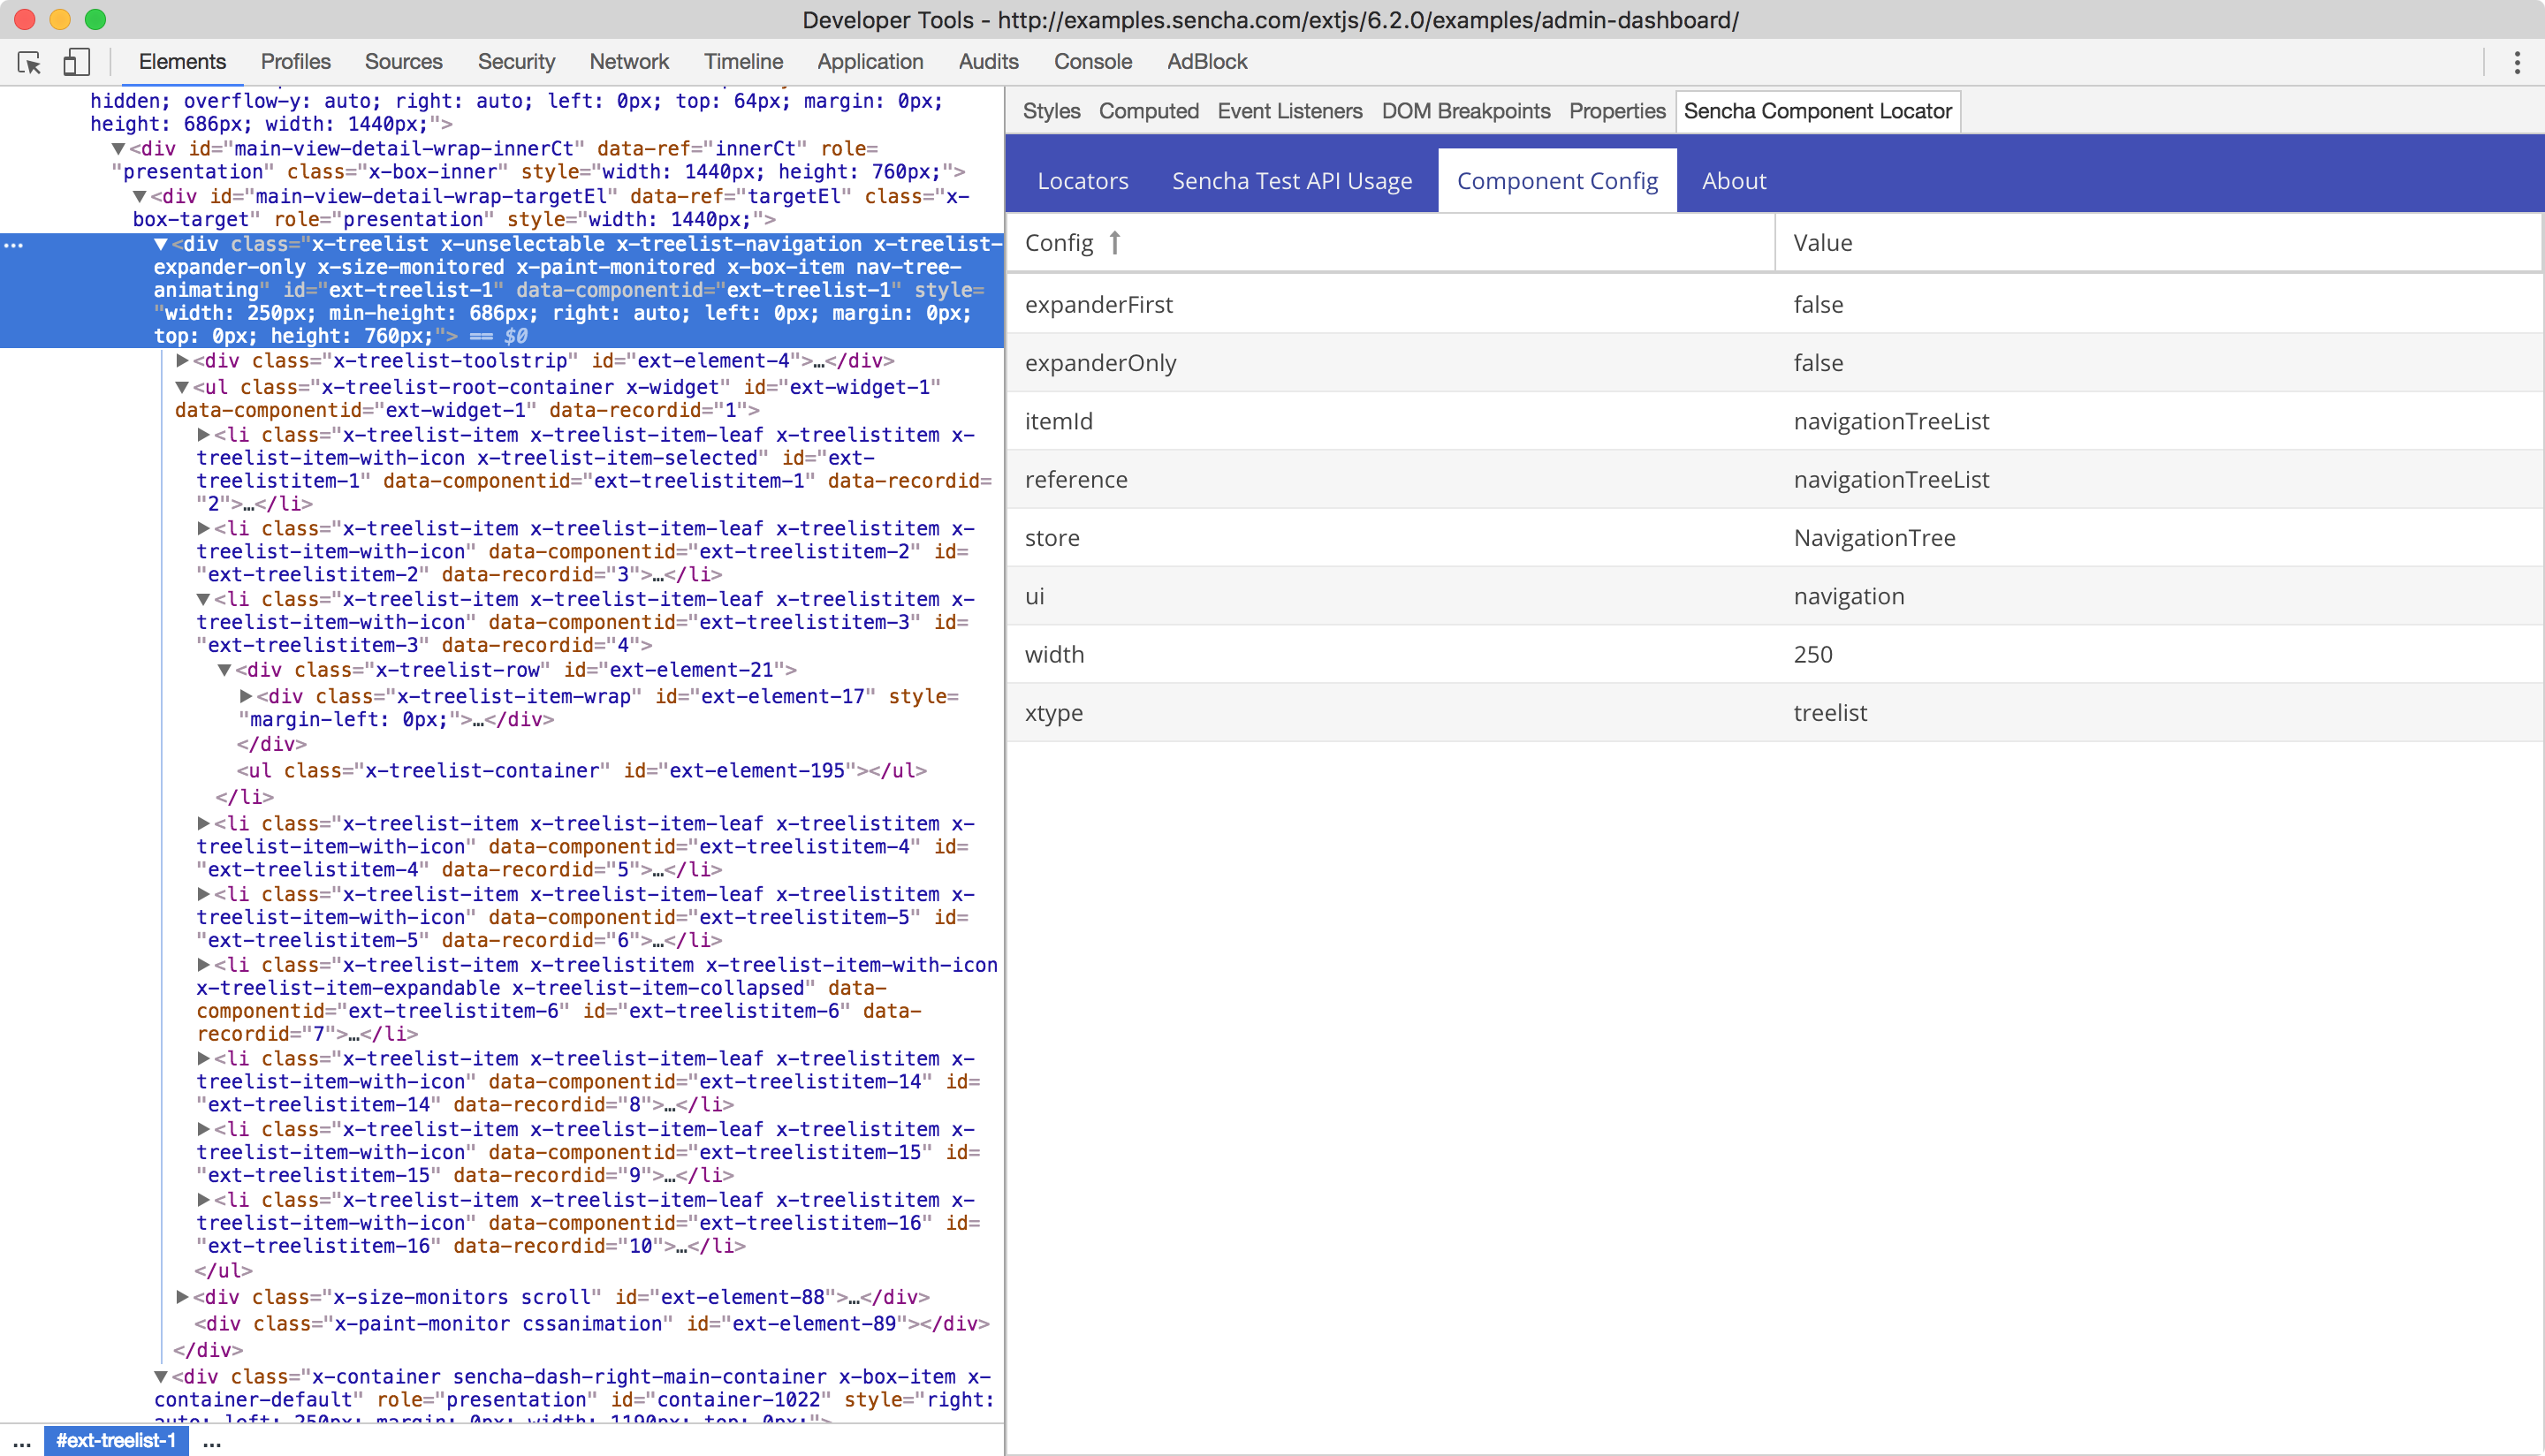 Developer Tools - http://examples.sencha.com/extjs/6.2.0/examples/admin-dashboard/
Elements Profiles Sources Security Network Timeline Application Audits Console AdBlock
hidden; overflow-y: auto; right: auto; left: 0px; top: 64px; margin: 0px;
height: 686px; width: 1440px;">
▼<div id="main-view-detail-wrap-innerCt" data-ref="innerCt" role=
"presentation" class="x-box-inner" style="width: 1440px; height: 760px;">
▼<div id="main-view-detail-wrap-targetEl" data-ref="targetEl" class="x-
box-target" role="presentation" style="width: 1440px;">
… ▼<div class="x-treelist x-unselectable x-treelist-navigation x-treelist-
expander-only x-size-monitored x-paint-monitored x-box-item nav-tree-
animating" id="ext-treelist-1" data-componentid="ext-treelist-1" style=
"width: 250px; min-height: 686px; right: auto; left: 0px; margin: 0px;
top: 0px; height: 760px;"> == $0
▶<div class="x-treelist-toolstrip" id="ext-element-4">…</div>
▼<ul class="x-treelist-root-container x-widget" id="ext-widget-1"
data-componentid="ext-widget-1" data-recordid="1">
▶<li class="x-treelist-item x-treelist-item-leaf x-treelistitem x-
treelist-item-with-icon x-treelist-item-selected" id="ext-
treelistitem-1" data-componentid="ext-treelistitem-1" data-recordid=
"2">…</li>
▶<li class="x-treelist-item x-treelist-item-leaf x-treelistitem x-
treelist-item-with-icon" data-componentid="ext-treelistitem-2" id=
"ext-treelistitem-2" data-recordid="3">…</li>
▼<li class="x-treelist-item x-treelist-item-leaf x-treelistitem x-
treelist-item-with-icon" data-componentid="ext-treelistitem-3" id=
"ext-treelistitem-3" data-recordid="4">
▼<div class="x-treelist-row" id="ext-element-21">
▶<div class="x-treelist-item-wrap" id="ext-element-17" style=
"margin-left: 0px;">…</div>
</div>
<ul class="x-treelist-container" id="ext-element-195"></ul>
</li>
▶<li class="x-treelist-item x-treelist-item-leaf x-treelistitem x-
treelist-item-with-icon" data-componentid="ext-treelistitem-4" id=
"ext-treelistitem-4" data-recordid="5">…</li>
▶<li class="x-treelist-item x-treelist-item-leaf x-treelistitem x-
treelist-item-with-icon" data-componentid="ext-treelistitem-5" id=
"ext-treelistitem-5" data-recordid="6">…</li>
▶<li class="x-treelist-item x-treelistitem x-treelist-item-with-icon
x-treelist-item-expandable x-treelist-item-collapsed" data-
componentid="ext-treelistitem-6" id="ext-treelistitem-6" data-
recordid="7">…</li>
▶<li class="x-treelist-item x-treelist-item-leaf x-treelistitem x-
treelist-item-with-icon" data-componentid="ext-treelistitem-14" id=
"ext-treelistitem-14" data-recordid="8">…</li>
▶<li class="x-treelist-item x-treelist-item-leaf x-treelistitem x-
treelist-item-with-icon" data-componentid="ext-treelistitem-15" id=
"ext-treelistitem-15" data-recordid="9">…</li>
▶<li class="x-treelist-item x-treelist-item-leaf x-treelistitem x-
treelist-item-with-icon" data-componentid="ext-treelistitem-16" id=
"ext-treelistitem-16" data-recordid="10">…</li>
</ul>
▶<div class="x-size-monitors scroll" id="ext-element-88">…</div>
<div class="x-paint-monitor cssanimation" id="ext-element-89"></div>
</div>
▼<div class="x-container sencha-dash-right-main-container x-box-item x-
container-default" role="presentation" id="container-1022" style="right:
auto; left: 250px; margin: 0px; width: 1190px; top: 0px;">
... #ext-treelist-1 ...
Styles Computed Event Listeners DOM Breakpoints Properties Sencha Component Locator
Locators Sencha Test API Usage Component Config About
Config ↑ Value
expanderFirst false
expanderOnly false
itemId navigationTreeList
reference navigationTreeList
store NavigationTree
ui navigation
width 250
xtype treelist